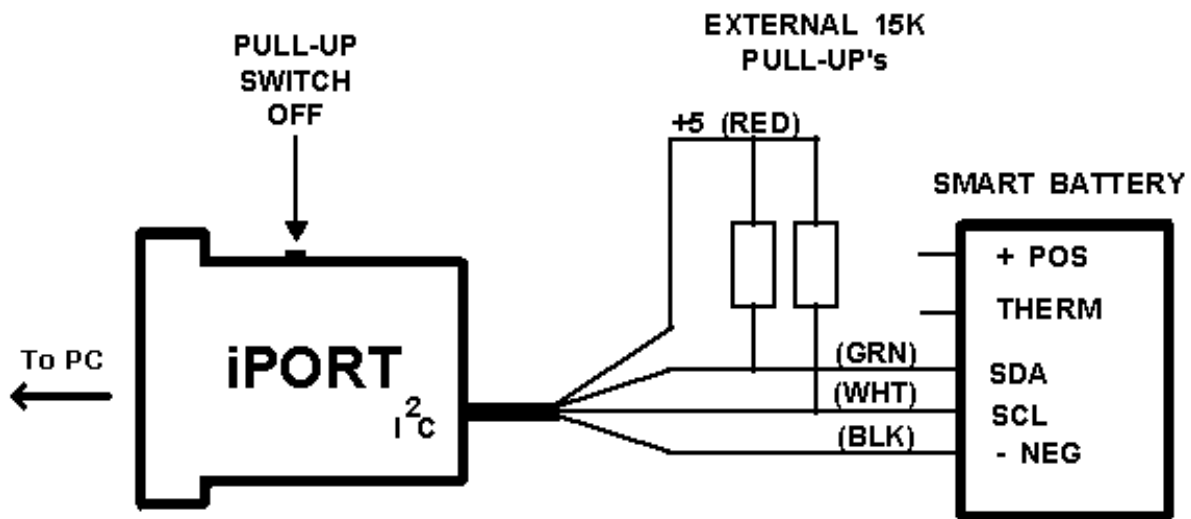 PULL-UP
SWITCH
OFF
EXTERNAL 15K
PULL-UP's
+5 (RED)
SMART BATTERY
+ POS
THERM
To PC
iPORT
I²C
(GRN)
SDA
(WHT)
SCL
(BLK)
- NEG